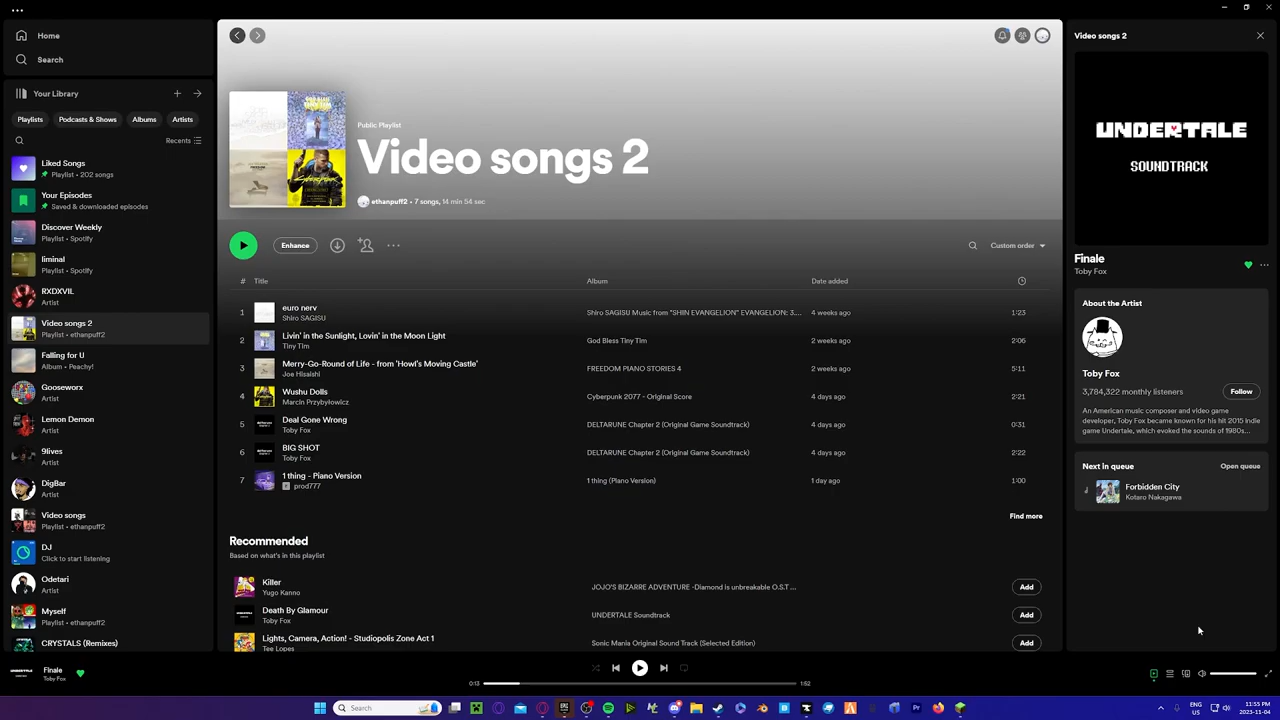 Home
Search
Your Library
Playlists
Podcasts & Shows
Albums
Artists
Recents
Liked Songs
Playlist • 202 songs
Your Episodes
Saved & downloaded episodes
Discover Weekly
Playlist • Spotify
liminal
Playlist • Spotify
RXDXVIL
Artist
Video songs 2
Playlist • ethanpuff2
Falling for U
Album • Peachy!
Gooseworx
Artist
Lemon Demon
Artist
9lives
Artist
DigBar
Artist
Video songs
Playlist • ethanpuff2
DJ
Click to start listening
Odetari
Artist
Myself
Playlist • ethanpuff2
CRYSTALS (Remixes)
Public Playlist
Video songs 2
ethanpuff2 • 7 songs, 14 min 54 sec
Enhance
Custom order
# Title Album Date added
1 euro nerv Shiro SAGISU Music from "SHIN EVANGELION" EVANGELION: 3.... 4 weeks ago 1:23
Shiro SAGISU
2 Livin' in the Sunlight, Lovin' in the Moon Light God Bless Tiny Tim 2 weeks ago 2:06
Tiny Tim
3 Merry-Go-Round of Life - from 'Howl's Moving Castle' FREEDOM PIANO STORIES 4 2 weeks ago 5:11
Joe Hisaishi
4 Wushu Dolls Cyberpunk 2077 - Original Score 4 days ago 2:21
Marcin Przybyłowicz
5 Deal Gone Wrong DELTARUNE Chapter 2 (Original Game Soundtrack) 4 days ago 0:31
Toby Fox
6 BIG SHOT DELTARUNE Chapter 2 (Original Game Soundtrack) 4 days ago 2:22
Toby Fox
7 1 thing - Piano Version 1 thing (Piano Version) 1 day ago 1:00
prod777
Find more
Recommended
Based on what's in this playlist
Killer JOJO'S BIZARRE ADVENTURE -Diamond is unbreakable O.S.T ... Add
Yugo Kanno
Death By Glamour UNDERTALE Soundtrack Add
Toby Fox
Lights, Camera, Action! - Studiopolis Zone Act 1 Sonic Mania Original Sound Track (Selected Edition) Add
Tee Lopes
Video songs 2
UNDERTALE
SOUNDTRACK
Finale
Toby Fox
About the Artist
Toby Fox
3,784,322 monthly listeners Follow
An American music composer and video game
developer, Toby Fox became known for his hit 2015 indie
game Undertale, which evoked the sounds of 1980s...
Next in queue Open queue
Forbidden City
Kotaro Nakagawa
Finale
Toby Fox
0:13 1:52
Search
ENG
US
11:55 PM
2023-11-04